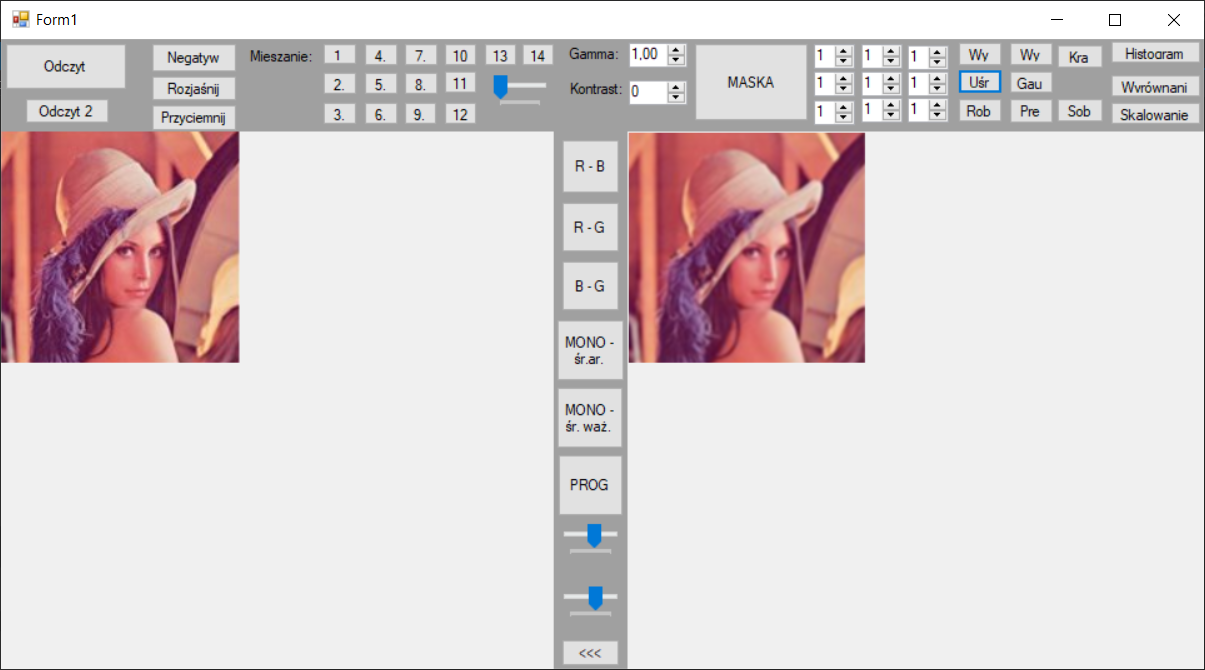 Form1
Odczyt
Odczyt 2
Negatyw
Rozjaśnij
Przyciemnij
Mieszanie:
1 4. 7. 10 13 14
2. 5. 8. 11
3. 6. 9. 12
Gamma: 1,00
Kontrast: 0
MASKA
1 1 1
1 1 1
1 1 1
Wy Wy Kra
Uśr Gau
Rob Pre Sob
Histogram
Wyrównani
Skalowanie
R - B
R - G
B - G
MONO -
śr.ar.
MONO -
śr. waż.
PROG
<<<